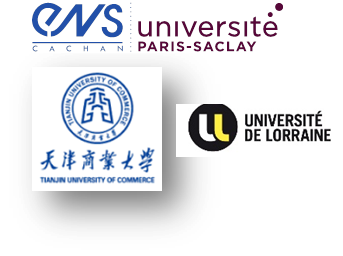 ens
CACHAN
université
PARIS-SACLAY
TIANJIN UNIVERSITY OF COMMERCE
天津商業大學
天津商業大學
TIANJIN UNIVERSITY OF COMMERCE
UNIVERSITÉ
DE LORRAINE